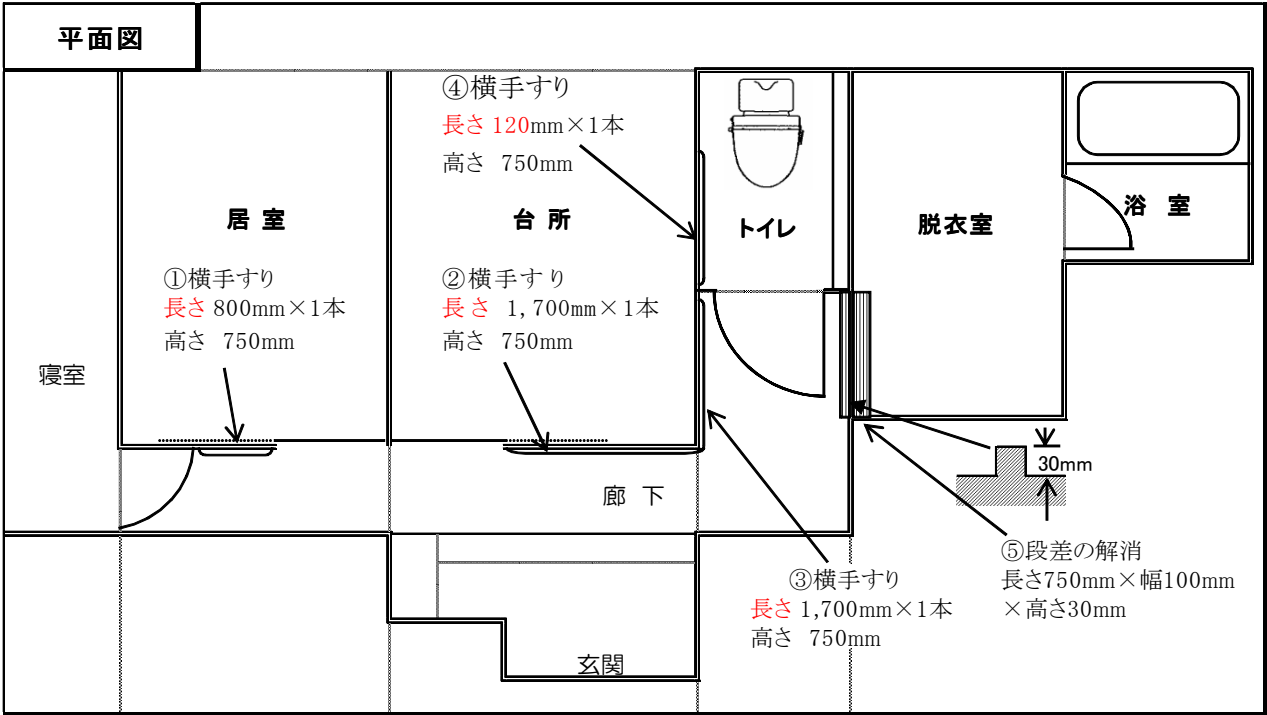 平面図
④横手すり
長さ 120mm×1本
高さ 750mm
居 室
台 所
トイレ
脱衣室
浴 室
①横手すり
長さ 800mm×1本
高さ 750mm
②横手すり
長さ 1,700mm×1本
高さ 750mm
寝室
30mm
廊 下
⑤段差の解消
長さ750mm×幅100mm
×高さ30mm
③横手すり
長さ 1,700mm×1本
高さ 750mm
玄関